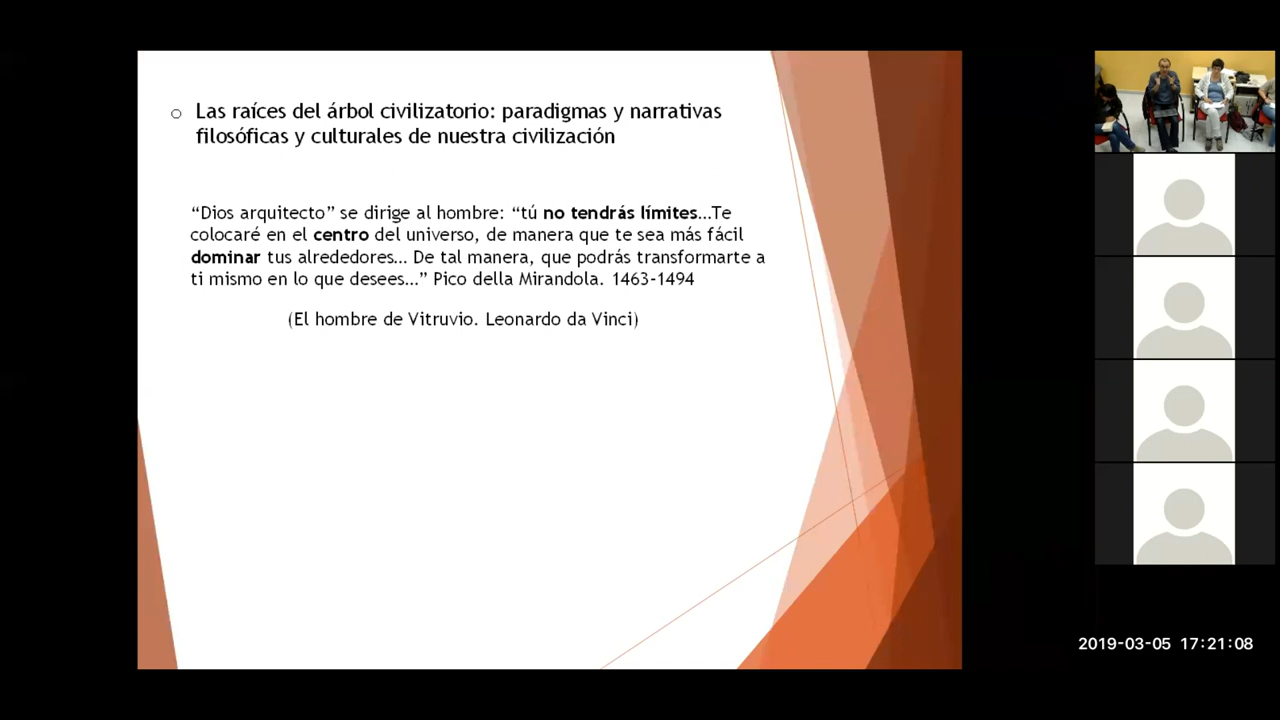 Las raíces del árbol civilizatorio: paradigmas y narrativas
filosóficas y culturales de nuestra civilización
“Dios arquitecto” se dirige al hombre: “tú no tendrás límites…Te
colocaré en el centro del universo, de manera que te sea más fácil
dominar tus alrededores… De tal manera, que podrás transformarte a
ti mismo en lo que desees…” Pico della Mirandola. 1463-1494
(El hombre de Vitruvio. Leonardo da Vinci)
2019-03-05 17:21:08